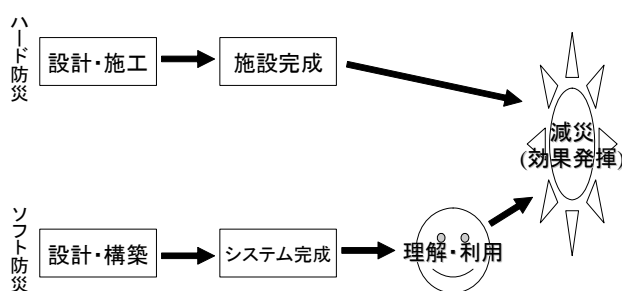 ハード防災
設計・施工
施設完成
減災
(効果発揮)
ソフト防災
設計・構築
システム完成
理解・利用